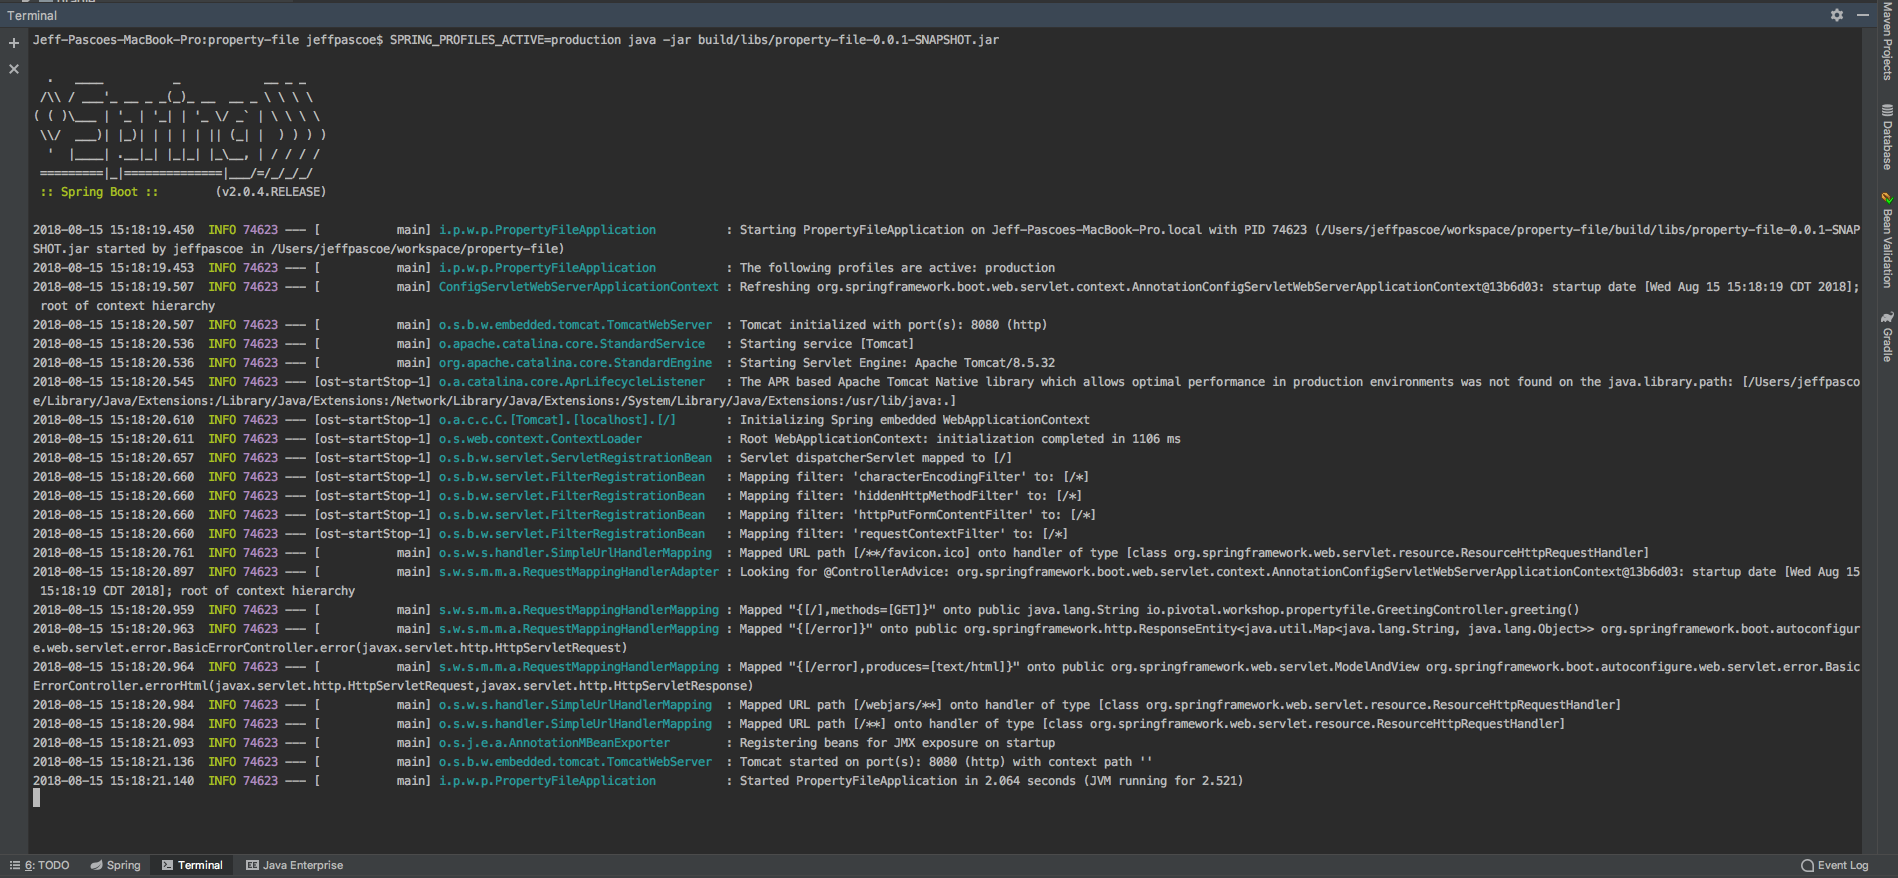 Terminal
Jeff-Pascoes-MacBook-Pro:property-file jeffpascoe$ SPRING_PROFILES_ACTIVE=production java -jar build/libs/property-file-0.0.1-SNAPSHOT.jar
  .   ____          _            __ _ _
 /\\ / ___'_ __ _ _(_)_ __  __ _ \ \ \ \
( ( )\___ | '_ | '_| | '_ \/ _` | \ \ \ \
 \\/  ___)| |_)| | | | | || (_| |  ) ) ) )
  '  |____| .__|_| |_|_| |_\__, | / / / /
 =========|_|==============|___/=/_/_/_/
 :: Spring Boot ::        (v2.0.4.RELEASE)
2018-08-15 15:18:19.450  INFO 74623 --- [           main] i.p.w.p.PropertyFileApplication          : Starting PropertyFileApplication on Jeff-Pascoes-MacBook-Pro.local with PID 74623 (/Users/jeffpascoe/workspace/property-file/build/libs/property-file-0.0.1-SNAP
SHOT.jar started by jeffpascoe in /Users/jeffpascoe/workspace/property-file)
2018-08-15 15:18:19.453  INFO 74623 --- [           main] i.p.w.p.PropertyFileApplication          : The following profiles are active: production
2018-08-15 15:18:19.507  INFO 74623 --- [           main] ConfigServletWebServerApplicationContext : Refreshing org.springframework.boot.web.servlet.context.AnnotationConfigServletWebServerApplicationContext@13b6d03: startup date [Wed Aug 15 15:18:19 CDT 2018];
 root of context hierarchy
2018-08-15 15:18:20.507  INFO 74623 --- [           main] o.s.b.w.embedded.tomcat.TomcatWebServer  : Tomcat initialized with port(s): 8080 (http)
2018-08-15 15:18:20.536  INFO 74623 --- [           main] o.apache.catalina.core.StandardService   : Starting service [Tomcat]
2018-08-15 15:18:20.536  INFO 74623 --- [           main] org.apache.catalina.core.StandardEngine  : Starting Servlet Engine: Apache Tomcat/8.5.32
2018-08-15 15:18:20.545  INFO 74623 --- [ost-startStop-1] o.a.catalina.core.AprLifecycleListener   : The APR based Apache Tomcat Native library which allows optimal performance in production environments was not found on the java.library.path: [/Users/jeffpasco
e/Library/Java/Extensions:/Library/Java/Extensions:/Network/Library/Java/Extensions:/System/Library/Java/Extensions:/usr/lib/java:.]
2018-08-15 15:18:20.610  INFO 74623 --- [ost-startStop-1] o.a.c.c.C.[Tomcat].[localhost].[/]       : Initializing Spring embedded WebApplicationContext
2018-08-15 15:18:20.611  INFO 74623 --- [ost-startStop-1] o.s.web.context.ContextLoader            : Root WebApplicationContext: initialization completed in 1106 ms
2018-08-15 15:18:20.657  INFO 74623 --- [ost-startStop-1] o.s.b.w.servlet.ServletRegistrationBean  : Servlet dispatcherServlet mapped to [/]
2018-08-15 15:18:20.660  INFO 74623 --- [ost-startStop-1] o.s.b.w.servlet.FilterRegistrationBean   : Mapping filter: 'characterEncodingFilter' to: [/*]
2018-08-15 15:18:20.660  INFO 74623 --- [ost-startStop-1] o.s.b.w.servlet.FilterRegistrationBean   : Mapping filter: 'hiddenHttpMethodFilter' to: [/*]
2018-08-15 15:18:20.660  INFO 74623 --- [ost-startStop-1] o.s.b.w.servlet.FilterRegistrationBean   : Mapping filter: 'httpPutFormContentFilter' to: [/*]
2018-08-15 15:18:20.660  INFO 74623 --- [ost-startStop-1] o.s.b.w.servlet.FilterRegistrationBean   : Mapping filter: 'requestContextFilter' to: [/*]
2018-08-15 15:18:20.761  INFO 74623 --- [           main] o.s.w.s.handler.SimpleUrlHandlerMapping  : Mapped URL path [/**/favicon.ico] onto handler of type [class org.springframework.web.servlet.resource.ResourceHttpRequestHandler]
2018-08-15 15:18:20.897  INFO 74623 --- [           main] s.w.s.m.m.a.RequestMappingHandlerAdapter : Looking for @ControllerAdvice: org.springframework.boot.web.servlet.context.AnnotationConfigServletWebServerApplicationContext@13b6d03: startup date [Wed Aug 15
 15:18:19 CDT 2018]; root of context hierarchy
2018-08-15 15:18:20.959  INFO 74623 --- [           main] s.w.s.m.m.a.RequestMappingHandlerMapping : Mapped "{[/],methods=[GET]}" onto public java.lang.String io.pivotal.workshop.propertyfile.GreetingController.greeting()
2018-08-15 15:18:20.963  INFO 74623 --- [           main] s.w.s.m.m.a.RequestMappingHandlerMapping : Mapped "{[/error]}" onto public org.springframework.http.ResponseEntity<java.util.Map<java.lang.String, java.lang.Object>> org.springframework.boot.autoconfigur
e.web.servlet.error.BasicErrorController.error(javax.servlet.http.HttpServletRequest)
2018-08-15 15:18:20.964  INFO 74623 --- [           main] s.w.s.m.m.a.RequestMappingHandlerMapping : Mapped "{[/error],produces=[text/html]}" onto public org.springframework.web.servlet.ModelAndView org.springframework.boot.autoconfigure.web.servlet.error.Basic
ErrorController.errorHtml(javax.servlet.http.HttpServletRequest,javax.servlet.http.HttpServletResponse)
2018-08-15 15:18:20.984  INFO 74623 --- [           main] o.s.w.s.handler.SimpleUrlHandlerMapping  : Mapped URL path [/webjars/**] onto handler of type [class org.springframework.web.servlet.resource.ResourceHttpRequestHandler]
2018-08-15 15:18:20.984  INFO 74623 --- [           main] o.s.w.s.handler.SimpleUrlHandlerMapping  : Mapped URL path [/**] onto handler of type [class org.springframework.web.servlet.resource.ResourceHttpRequestHandler]
2018-08-15 15:18:21.093  INFO 74623 --- [           main] o.s.j.e.a.AnnotationMBeanExporter        : Registering beans for JMX exposure on startup
2018-08-15 15:18:21.136  INFO 74623 --- [           main] o.s.b.w.embedded.tomcat.TomcatWebServer  : Tomcat started on port(s): 8080 (http) with context path ''
2018-08-15 15:18:21.140  INFO 74623 --- [           main] i.p.w.p.PropertyFileApplication          : Started PropertyFileApplication in 2.064 seconds (JVM running for 2.521)
Maven Projects
Database
Bean Validation
Gradle
6: TODO
Spring
Terminal
Java Enterprise
Event Log